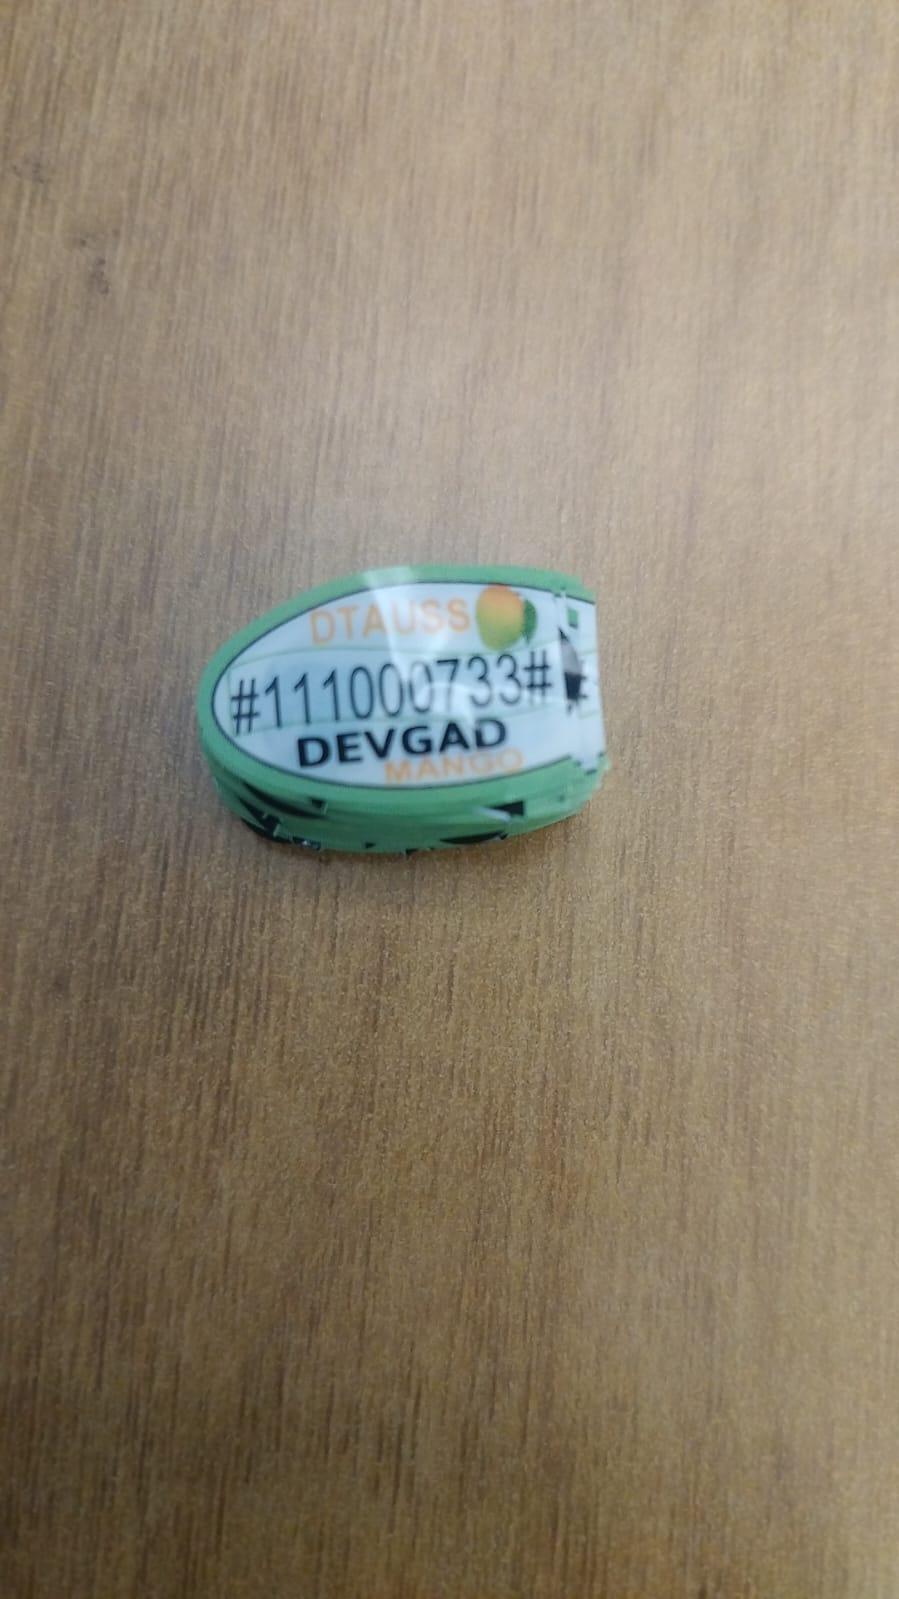 DTAUSS
#111000733#
DEVGAD
MANGO